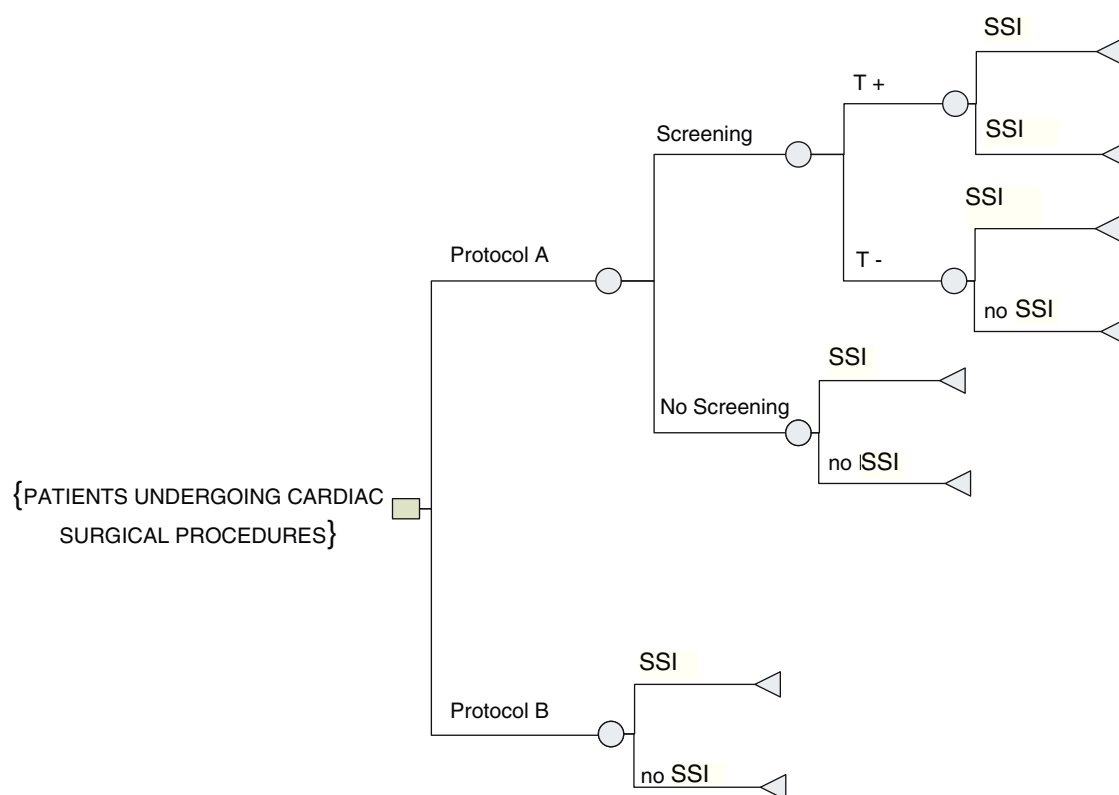 SSI
T +
SSI
Screening
SSI
Protocol A
T -
no SSI
SSI
No Screening
no SSI
{PATIENTS UNDERGOING CARDIAC
SURGICAL PROCEDURES}
SSI
Protocol B
no SSI